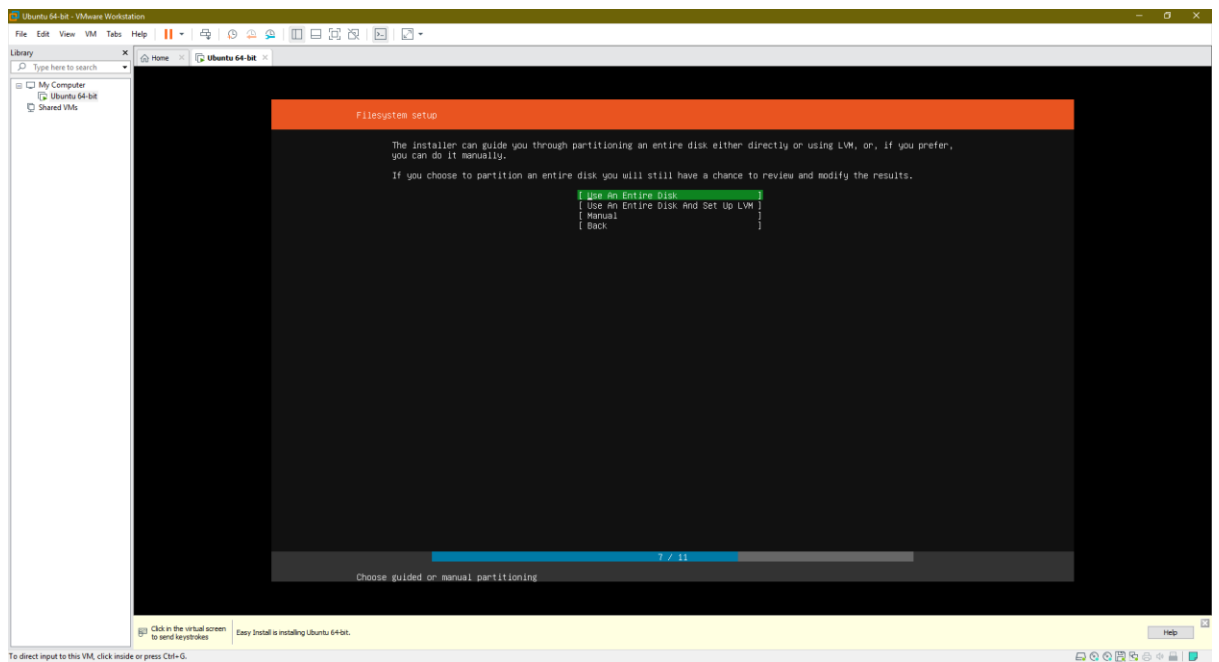 Ubuntu 64-bit - VMware Workstation
File Edit View VM Tabs Help
Library
Home
Ubuntu 64-bit
Type here to search
My Computer
Ubuntu 64-bit
Shared VMs
Filesystem setup
The installer can guide you through partitioning an entire disk either directly or using LVM, or, if you prefer,
you can do it manually.
If you choose to partition an entire disk you will still have a chance to review and modify the results.
[ Use An Entire Disk ]
[ Use An Entire Disk And Set Up LVM ]
[ Manual ]
[ Back ]
7 / 11
Choose guided or manual partitioning
Click in the virtual screen
to send keystrokes
Easy Install is installing Ubuntu 64-bit.
Help
To direct input to this VM, click inside or press Ctrl+G.